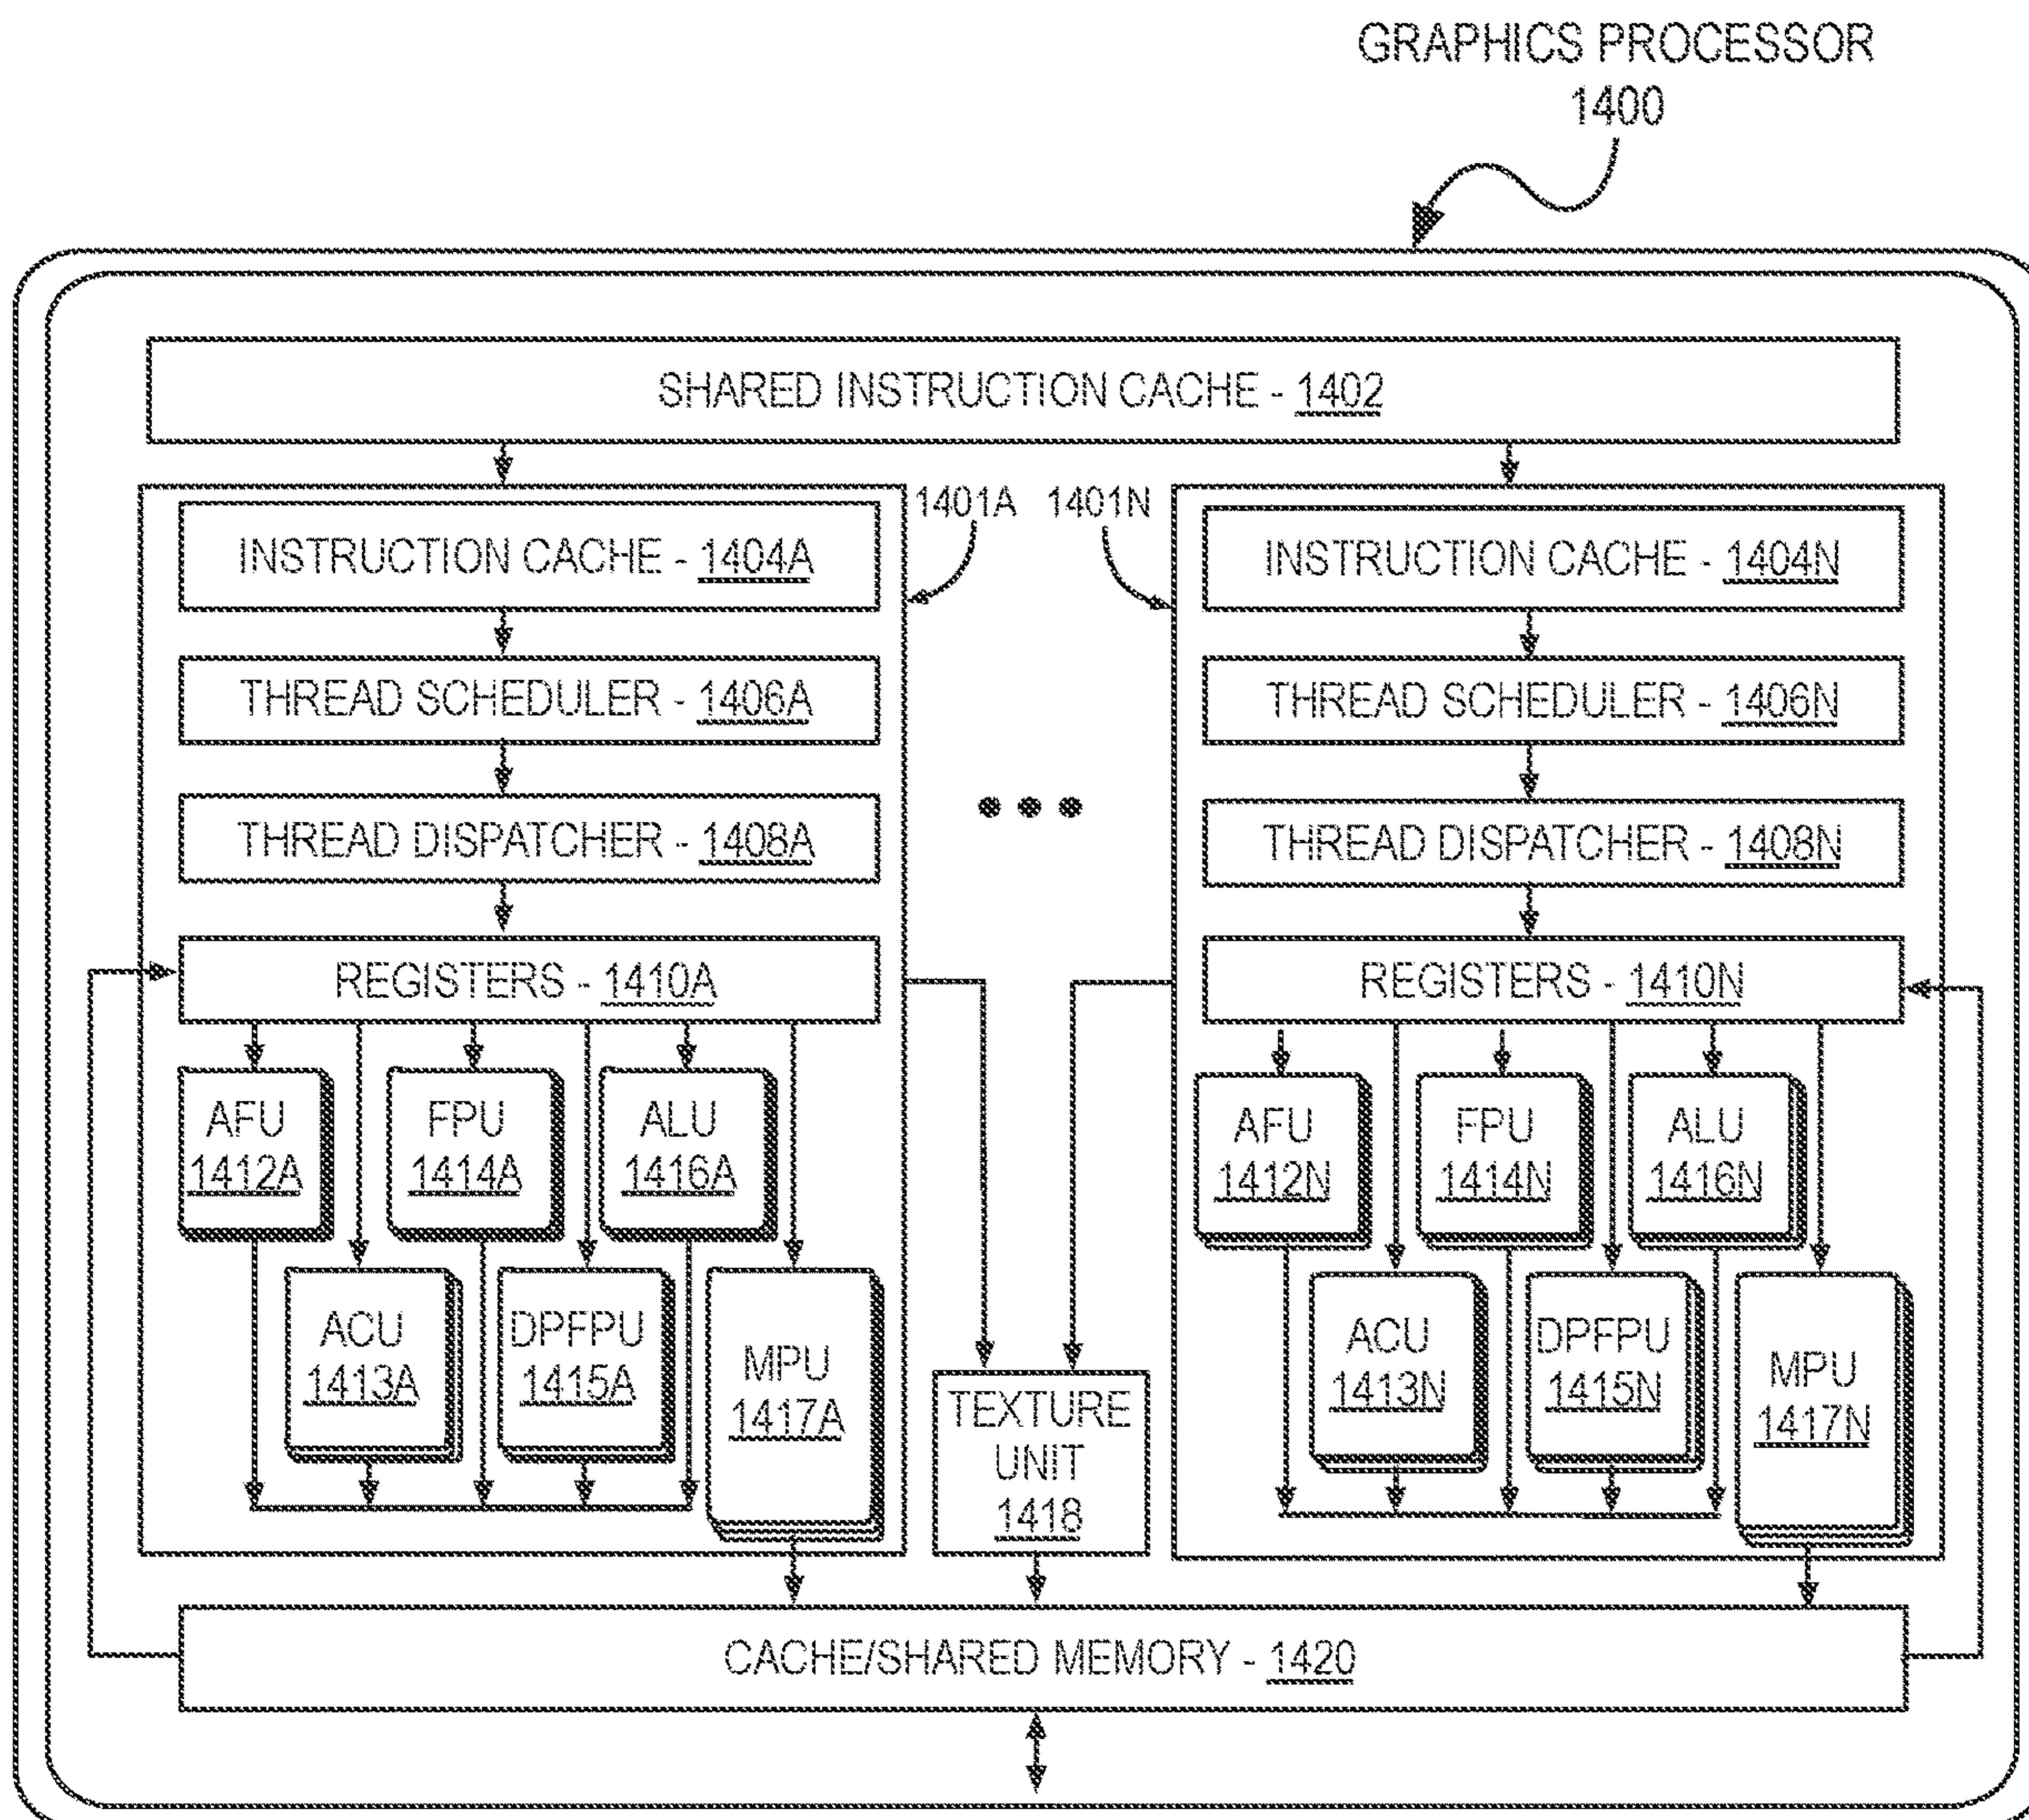 GRAPHICS PROCESSOR
1400
SHARED INSTRUCTION CACHE - 1402
1401A 1401N
INSTRUCTION CACHE - 1404A
THREAD SCHEDULER - 1406A
THREAD DISPATCHER - 1408A
REGISTERS - 1410A
AFU
1412A
FPU
1414A
ALU
1416A
ACU
1413A
DPFPU
1415A
MPU
1417A
TEXTURE
UNIT
1418
INSTRUCTION CACHE - 1404N
THREAD SCHEDULER - 1406N
THREAD DISPATCHER - 1408N
REGISTERS - 1410N
AFU
1412N
FPU
1414N
ALU
1416N
ACU
1413N
DPFPU
1415N
MPU
1417N
CACHE/SHARED MEMORY - 1420